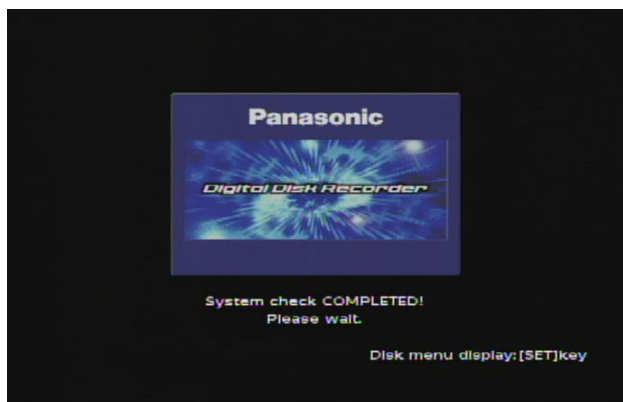 Panasonic
Digital Disk Recorder
System check COMPLETED!
Please wait.
Disk menu display:[SET]key